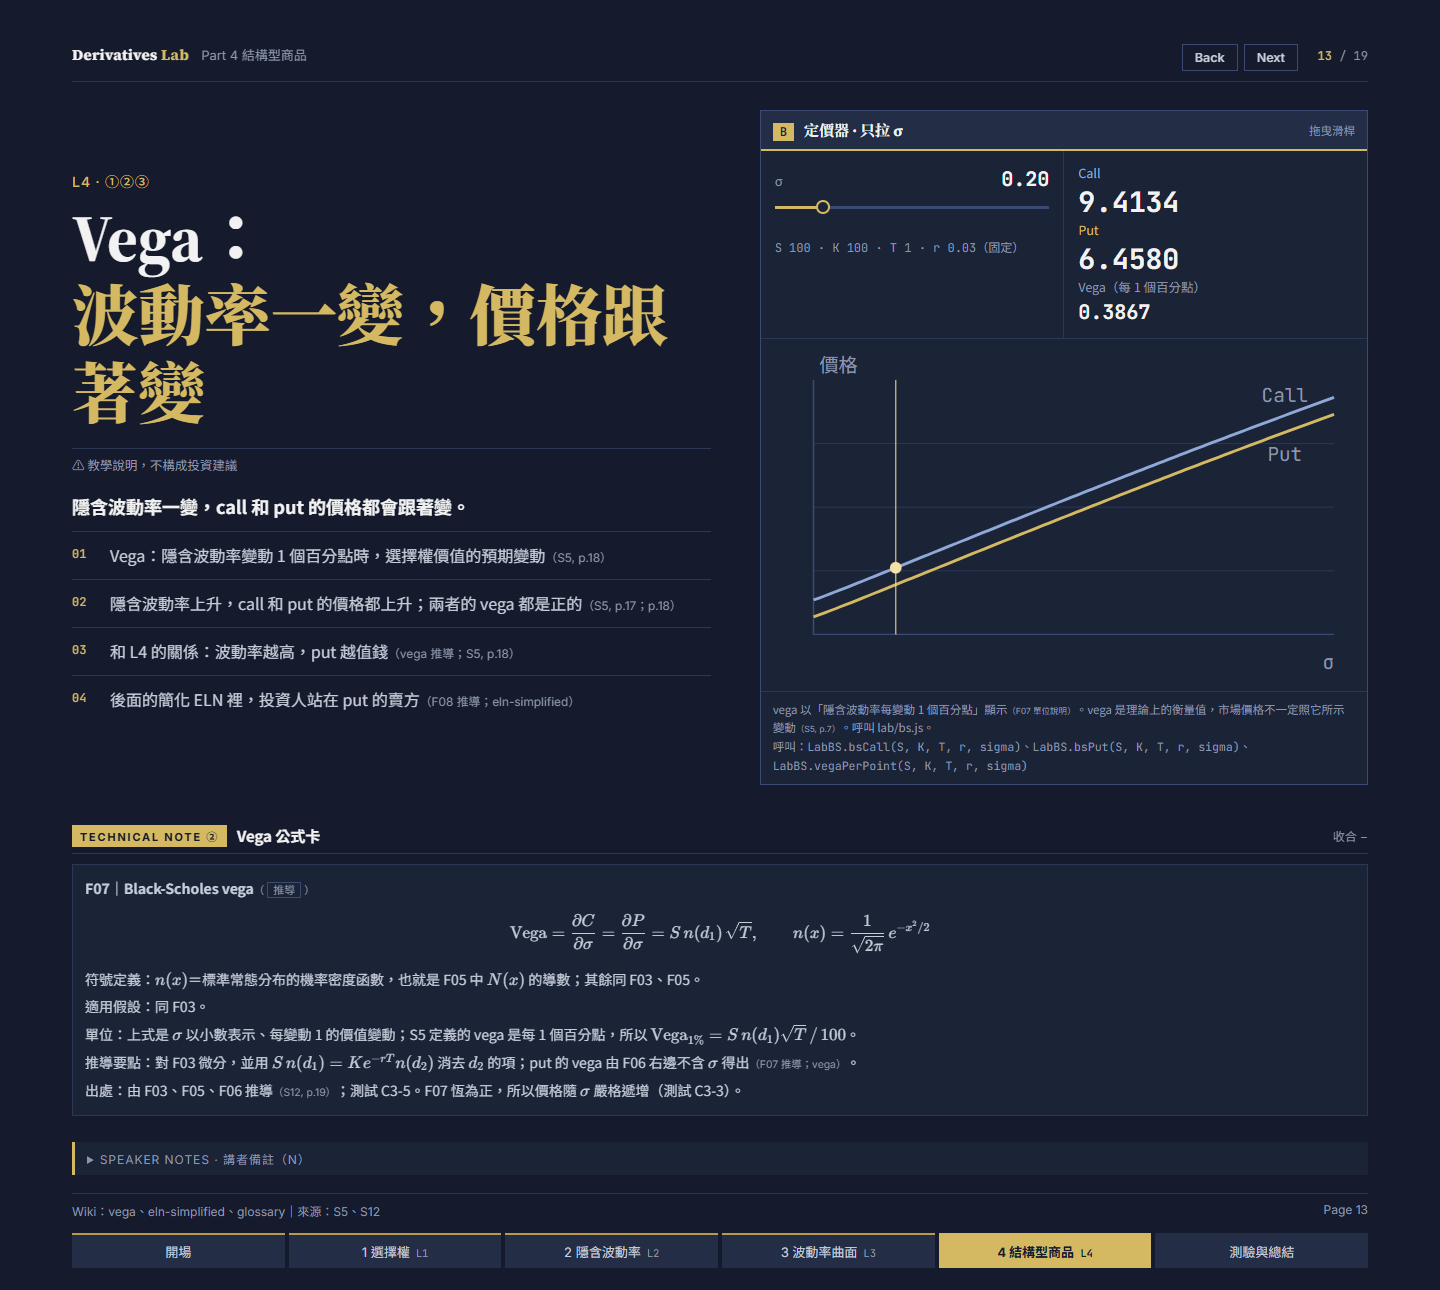 Derivatives Lab Part 4 結構型商品
Back Next 13 / 19
L4 · ①②③
Vega：
波動率一變，價格跟
著變
⚠ 教學說明，不構成投資建議
隱含波動率一變，call 和 put 的價格都會跟著變。
01 Vega：隱含波動率變動 1 個百分點時，選擇權價值的預期變動（S5, p.18）
02 隱含波動率上升，call 和 put 的價格都上升；兩者的 vega 都是正的（S5, p.17；p.18）
03 和 L4 的關係：波動率越高，put 越值錢（vega 推導；S5, p.18）
04 後面的簡化 ELN 裡，投資人站在 put 的賣方（F08 推導；eln-simplified）
B 定價器 · 只拉 σ 拖曳滑桿
σ 0.20
S 100 · K 100 · T 1 · r 0.03（固定）
Call
9.4134
Put
6.4580
Vega（每 1 個百分點）
0.3867
價格
Call
Put
σ
vega 以「隱含波動率每變動 1 個百分點」顯示（F07 單位說明）。vega 是理論上的衡量值，市場價格不一定照它所示
變動（S5, p.7）。呼叫 lab/bs.js。
呼叫：LabBS.bsCall(S, K, T, r, sigma)、LabBS.bsPut(S, K, T, r, sigma)、
LabBS.vegaPerPoint(S, K, T, r, sigma)
TECHNICAL NOTE ② Vega 公式卡 收合 −
F07｜Black-Scholes vega（推導）
Vega = ∂C/∂σ = ∂P/∂σ = S n(d₁) √T, n(x) = 1/√(2π) e^(−x²/2)
符號定義：n(x)＝標準常態分布的機率密度函數，也就是 F05 中 N(x) 的導數；其餘同 F03、F05。
適用假設：同 F03。
單位：上式是 σ 以小數表示、每變動 1 的價值變動；S5 定義的 vega 是每 1 個百分點，所以 Vega₁% = S n(d₁)√T / 100。
推導要點：對 F03 微分，並用 S n(d₁) = Ke^(−rT) n(d₂) 消去 d₂ 的項；put 的 vega 由 F06 右邊不含 σ 得出（F07 推導；vega）。
出處：由 F03、F05、F06 推導（S12, p.19）；測試 C3-5。F07 恆為正，所以價格隨 σ 嚴格遞增（測試 C3-3）。
▶ SPEAKER NOTES · 講者備註（N）
Wiki：vega、eln-simplified、glossary｜來源：S5、S12 Page 13
開場 1 選擇權 L1 2 隱含波動率 L2 3 波動率曲面 L3 4 結構型商品 L4 測驗與總結